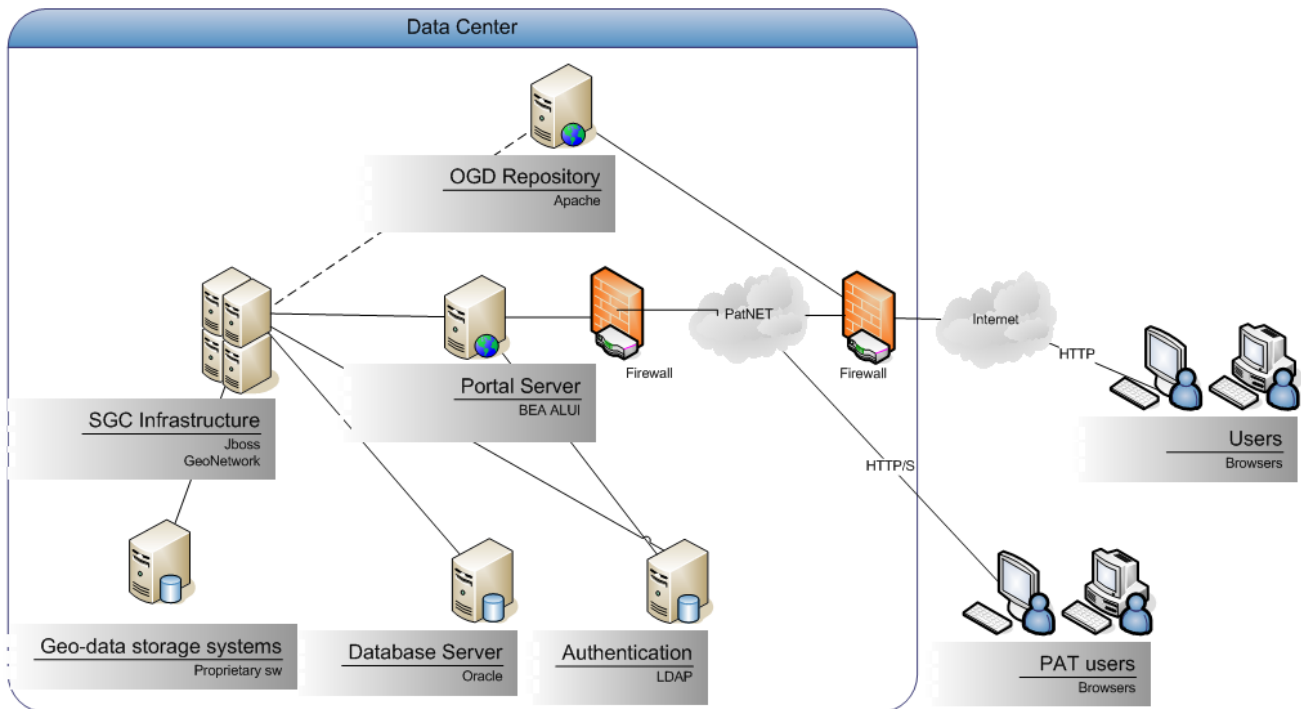 Data Center
OGD Repository
Apache
PatNET
Internet
Firewall
Firewall
HTTP
Portal Server
BEA ALUI
SGC Infrastructure
Jboss
GeoNetwork
Users
Browsers
HTTP/S
Geo-data storage systems
Proprietary sw
Database Server
Oracle
Authentication
LDAP
PAT users
Browsers